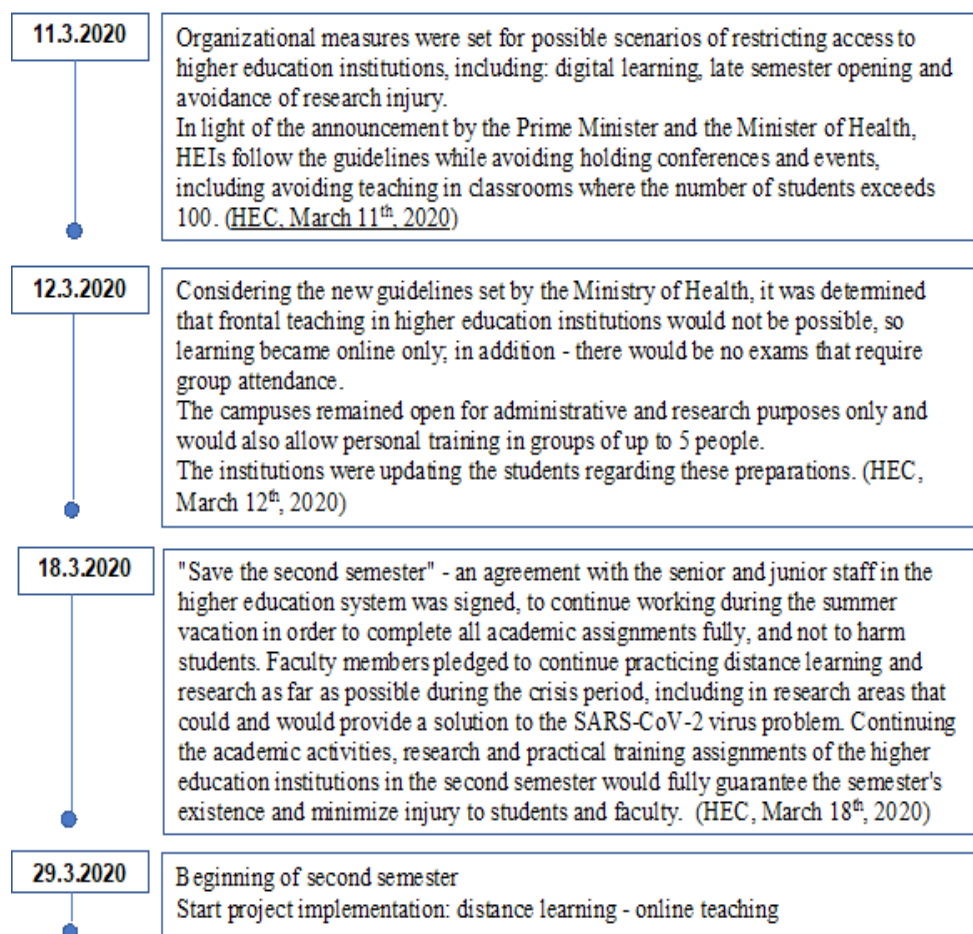 11.3.2020
Organizational measures were set for possible scenarios of restricting access to
higher education institutions, including: digital learning, late semester opening and
avoidance of research injury.
In light of the announcement by the Prime Minister and the Minister of Health,
HEIs follow the guidelines while avoiding holding conferences and events,
including avoiding teaching in classrooms where the number of students exceeds
100. (HEC, March 11th, 2020)
12.3.2020
Considering the new guidelines set by the Ministry of Health, it was determined
that frontal teaching in higher education institutions would not be possible, so
learning became online only; in addition - there would be no exams that require
group attendance.
The campuses remained open for administrative and research purposes only and
would also allow personal training in groups of up to 5 people.
The institutions were updating the students regarding these preparations. (HEC,
March 12th, 2020)
18.3.2020
"Save the second semester" - an agreement with the senior and junior staff in the
higher education system was signed, to continue working during the summer
vacation in order to complete all academic assignments fully, and not to harm
students. Faculty members pledged to continue practicing distance learning and
research as far as possible during the crisis period, including in research areas that
could and would provide a solution to the SARS-CoV-2 virus problem. Continuing
the academic activities, research and practical training assignments of the higher
education institutions in the second semester would fully guarantee the semester's
existence and minimize injury to students and faculty. (HEC, March 18th, 2020)
29.3.2020
Beginning of second semester
Start project implementation: distance learning - online teaching